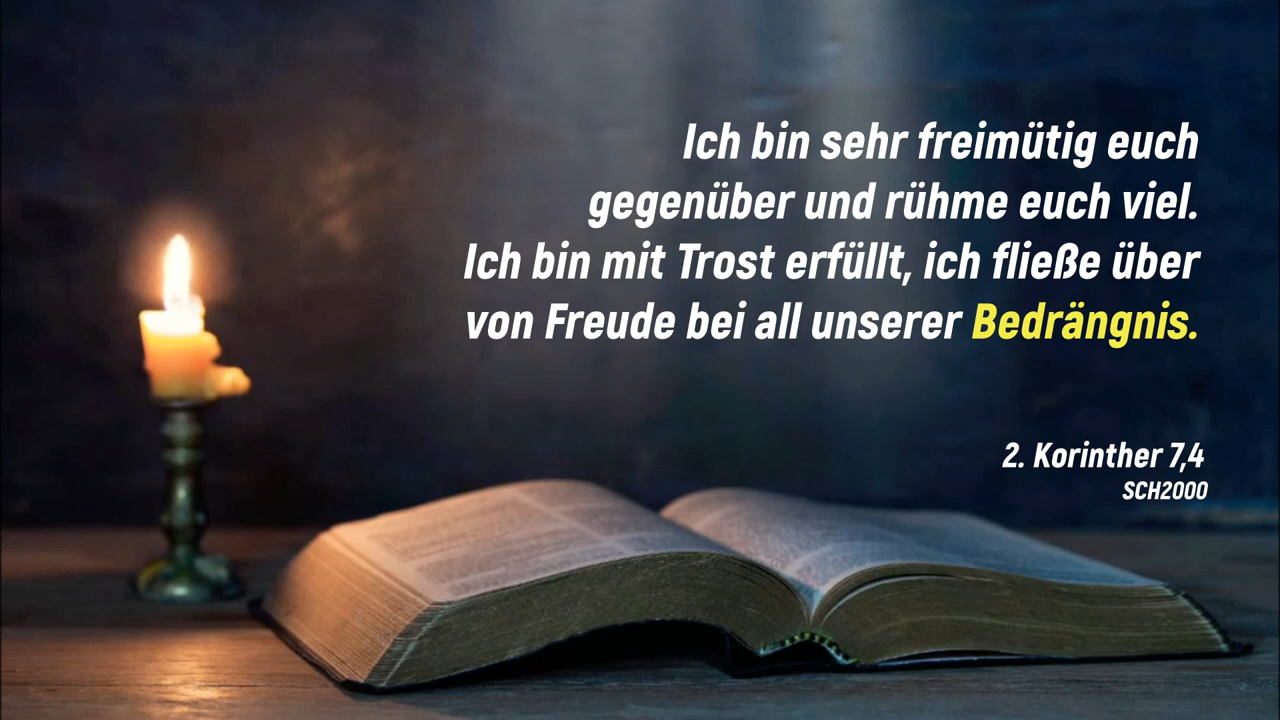 Ich bin sehr freimütig euch
gegenüber und rühme euch viel.
Ich bin mit Trost erfüllt, ich fließe über
von Freude bei all unserer Bedrängnis.
2. Korinther 7,4
SCH2000